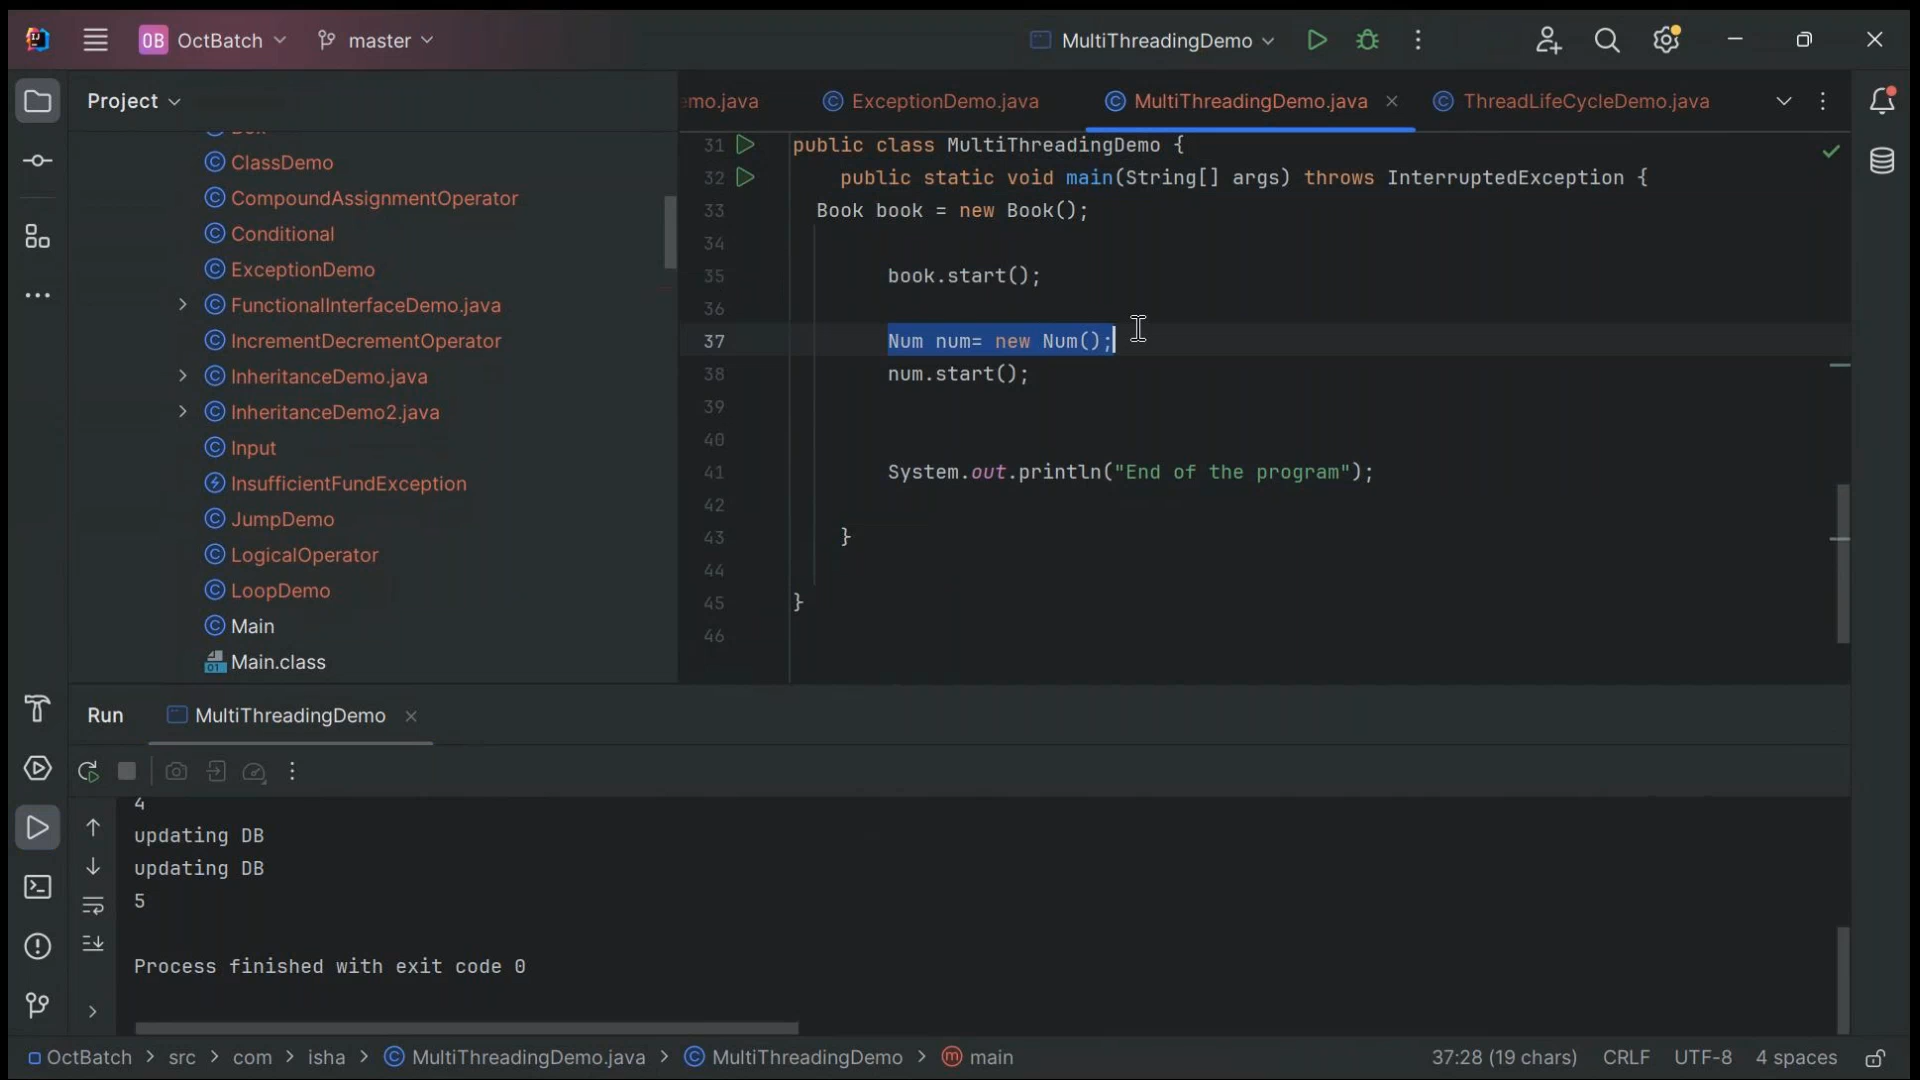 OB OctBatch master MultiThreadingDemo
Project
mo.java ExceptionDemo.java MultiThreadingDemo.java ThreadLifeCycleDemo.java
ClassDemo
CompoundAssignmentOperator
Conditional
ExceptionDemo
FunctionalInterfaceDemo.java
IncrementDecrementOperator
InheritanceDemo.java
InheritanceDemo2.java
Input
InsufficientFundException
JumpDemo
LogicalOperator
LoopDemo
Main
Main.class
31 public class MultiThreadingDemo {
32 public static void main(String[] args) throws InterruptedException {
33 Book book = new Book();
34
35 book.start();
36
37 Num num= new Num();
38 num.start();
39
40
41 System.out.println("End of the program");
42
43 }
44
45 }
46
Run MultiThreadingDemo
4
updating DB
updating DB
5
Process finished with exit code 0
OctBatch > src > com > isha > MultiThreadingDemo.java > MultiThreadingDemo > main 37:28 (19 chars) CRLF UTF-8 4 spaces